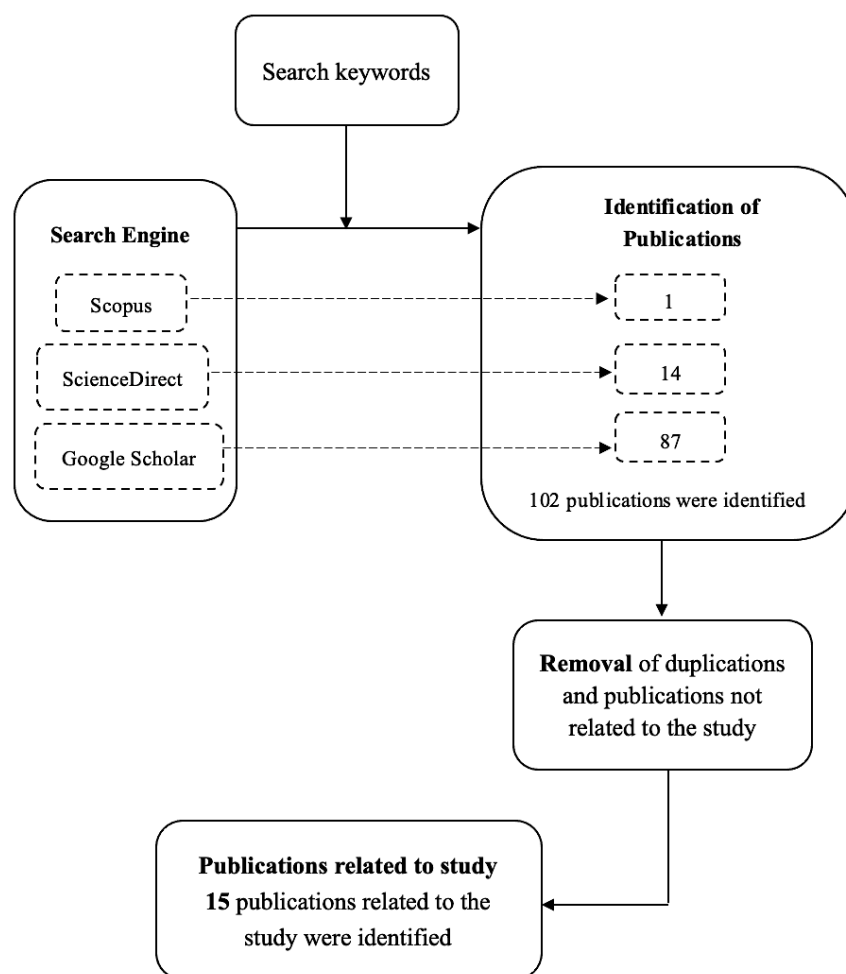 Search keywords
Search Engine
Scopus
ScienceDirect
Google Scholar
Identification of
Publications
1
14
87
102 publications were identified
Removal of duplications
and publications not
related to the study
Publications related to study
15 publications related to the
study were identified